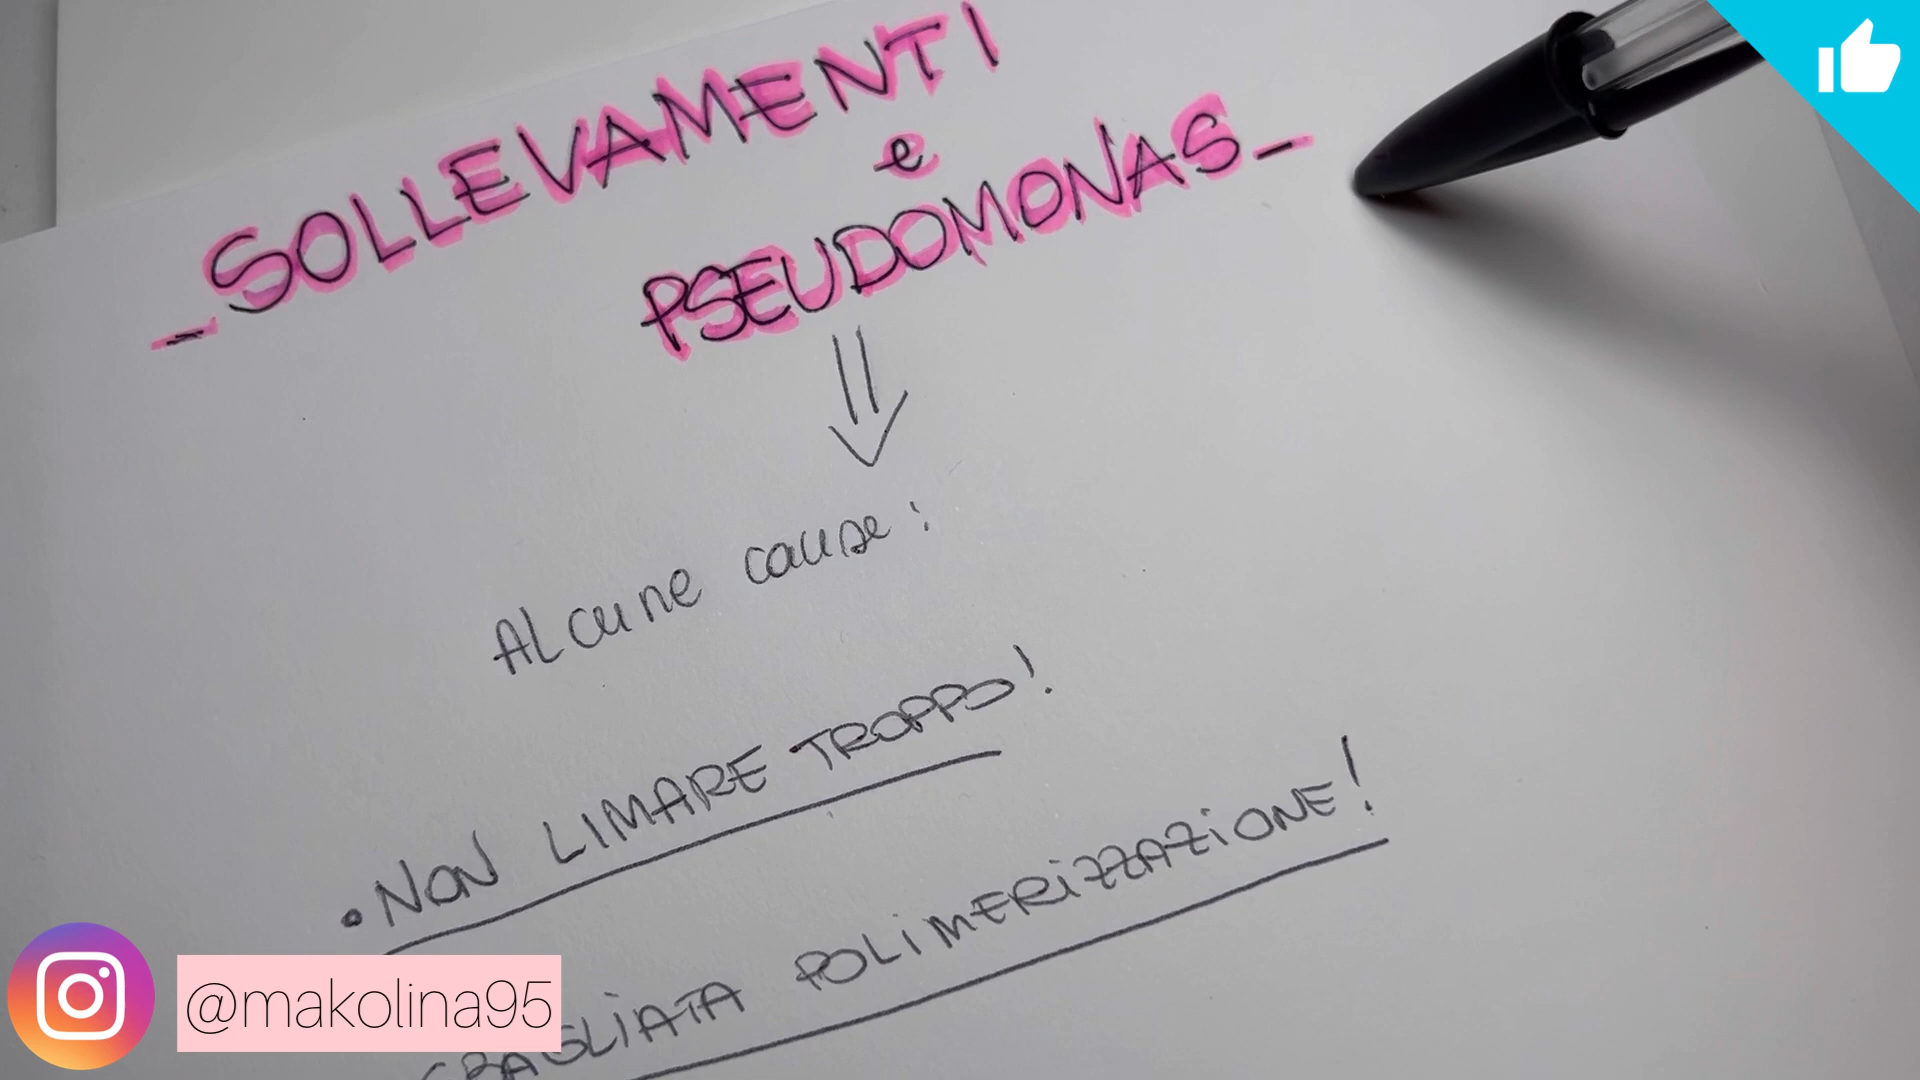 _SOLLEVAMENTI
e
PSEUDOMONAS_
ALcune cause:
• NON LIMARE TROPPO!
SBAGLIATA POLiMERiZZAZiONE!
@makolina95